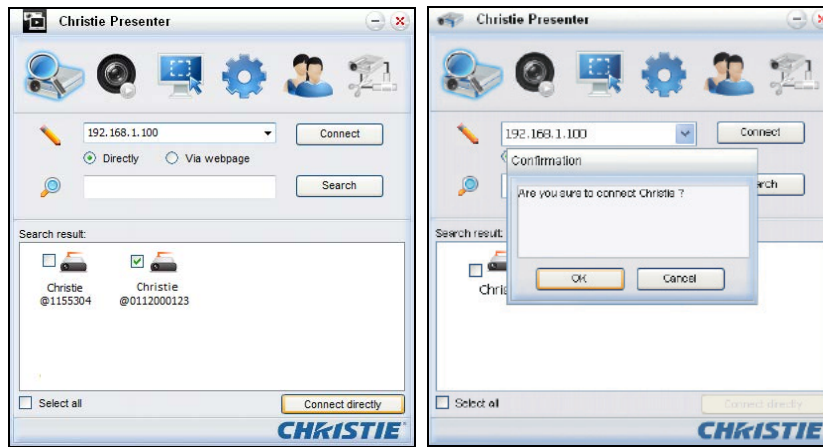 Christie Presenter
192.168.1.100
Connect
Directly
Via webpage
Search
Search result:
Christie
@1155304
Christie
@0112000123
Select all
Connect directly
CHRISTIE
Christie Presenter
192.168.1.100
Connect
Confirmation
Are you sure to connect Christie ?
OK
Cancel
Search result
Select all
Connect directly
CHRISTIE